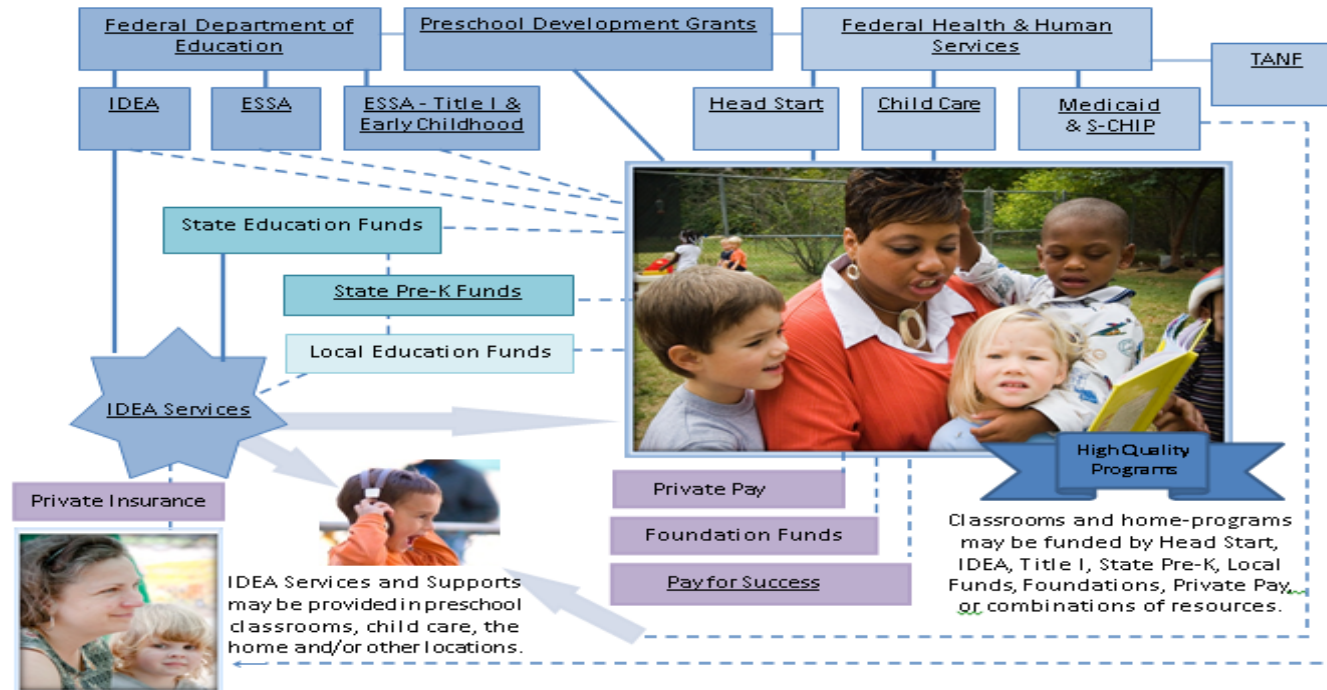 Federal Department of
Education
Preschool Development Grants
Federal Health & Human
Services
TANF
IDEA
ESSA
ESSA - Title I &
Early Childhood
Head Start
Child Care
Medicaid
& S-CHIP
State Education Funds
State Pre-K Funds
Local Education Funds
IDEA Services
High Quality
Programs
Private Insurance
Private Pay
Foundation Funds
Pay for Success
Classrooms and home-programs
may be funded by Head Start,
IDEA, Title I, State Pre-K, Local
Funds, Foundations, Private Pay,
or combinations of resources.
IDEA Services and Supports
may be provided in preschool
classrooms, child care, the
home and/or other locations.